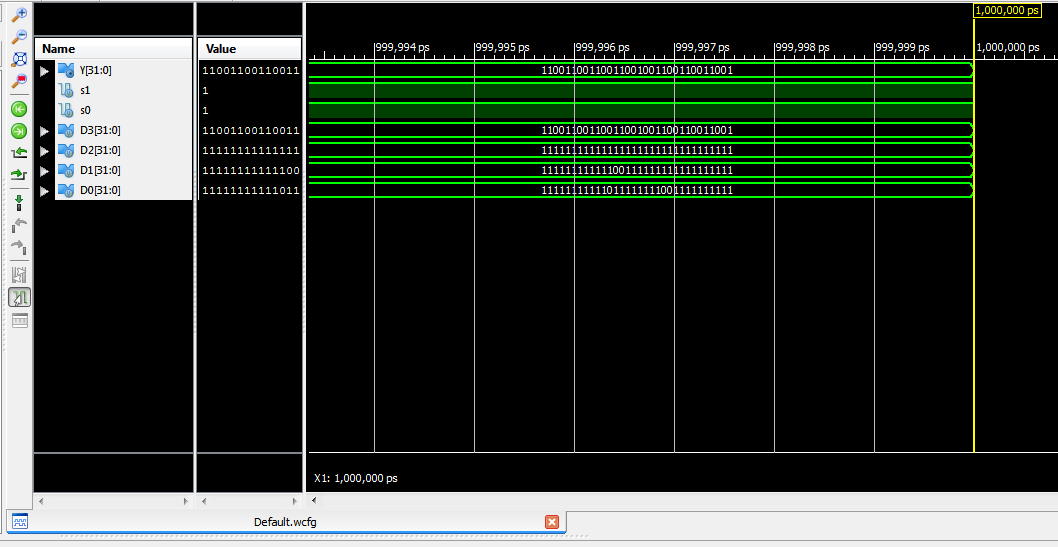 1,000,000 ps
Name
Value
999,994 ps
999,995 ps
999,996 ps
999,997 ps
999,998 ps
999,999 ps
1,000,000 ps
Y[31:0]
11001100110011
11001100110011001001100110011001
s1
1
s0
1
D3[31:0]
11001100110011
11001100110011001001100110011001
D2[31:0]
11111111111111
11111111111111111111111111111111
D1[31:0]
11111111111100
11111111111100111111111111111111
D0[31:0]
11111111111011
11111111111011111111001111111111
X1: 1,000,000 ps
Default.wcfg